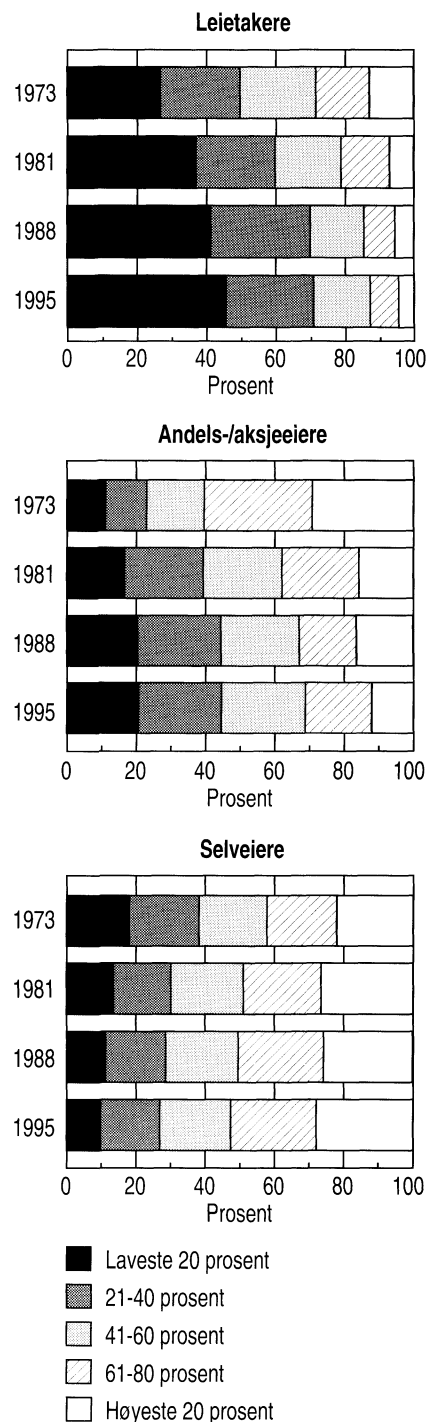 Leietakere
1973
1981
1988
1995
0 20 40 60 80 100
Prosent
Andels-/aksjeeiere
1973
1981
1988
1995
0 20 40 60 80 100
Prosent
Selveiere
1973
1981
1988
1995
0 20 40 60 80 100
Prosent
Laveste 20 prosent
21-40 prosent
41-60 prosent
61-80 prosent
Høyeste 20 prosent